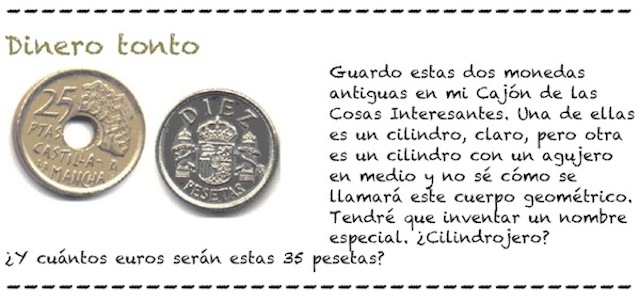 Dinero tonto
25
PTAS
CASTILLA-
LA MANCHA
DIEZ
PESETAS
Guardo estas dos monedas
antiguas en mi Cajón de las
Cosas Interesantes. Una de ellas
es un cilindro, claro, pero otra
es un cilindro con un agujero
en medio y no sé cómo se
llamará este cuerpo geométrico.
Tendré que inventar un nombre
especial. ¿Cilindrojero?
¿Y cuántos euros serán estas 35 pesetas?